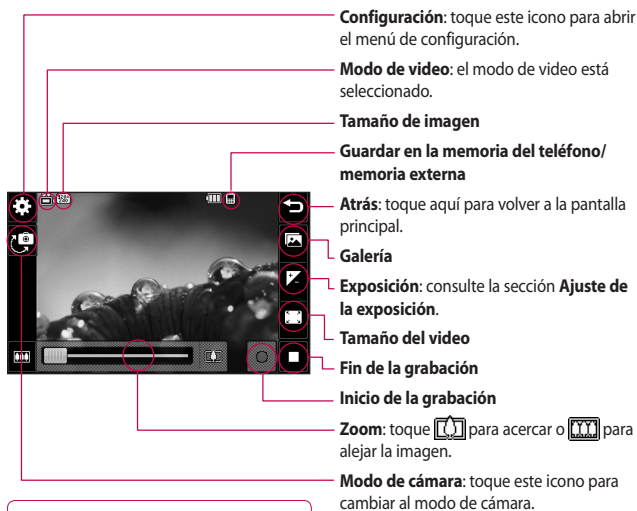 Configuración: toque este icono para abrir
el menú de configuración.
Modo de video: el modo de video está
seleccionado.
Tamaño de imagen
Guardar en la memoria del teléfono/
memoria externa
Atrás: toque aquí para volver a la pantalla
principal.
Galería
Exposición: consulte la sección Ajuste de
la exposición.
Tamaño del video
Fin de la grabación
Inicio de la grabación
Zoom: toque para acercar o para
alejar la imagen.
Modo de cámara: toque este icono para
cambiar al modo de cámara.